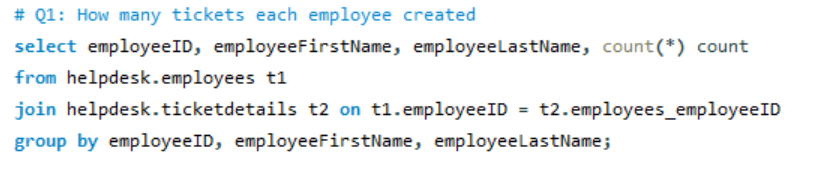 # Q1: How many tickets each employee created
select employeeID, employeeFirstName, employeeLastName, count(*) count
from helpdesk.employees t1
join helpdesk.ticketdetails t2 on t1.employeeID = t2.employees_employeeID
group by employeeID, employeeFirstName, employeeLastName;